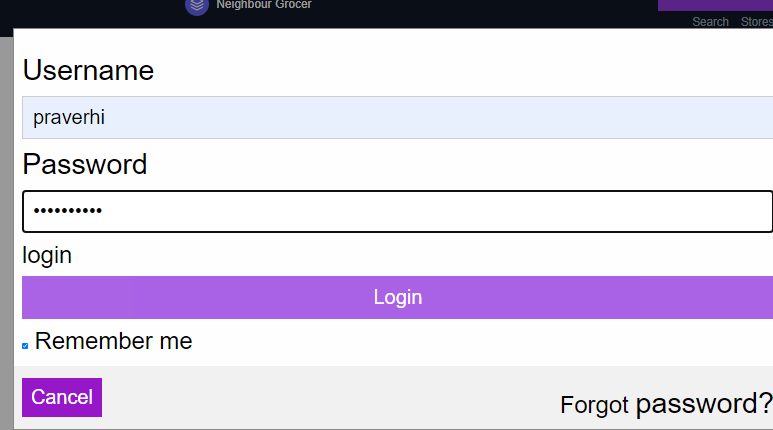 Neighbour Grocer
Search Stores
Username
praverhi
Password
••••••••••
login
Login
Remember me
Cancel
Forgot password?